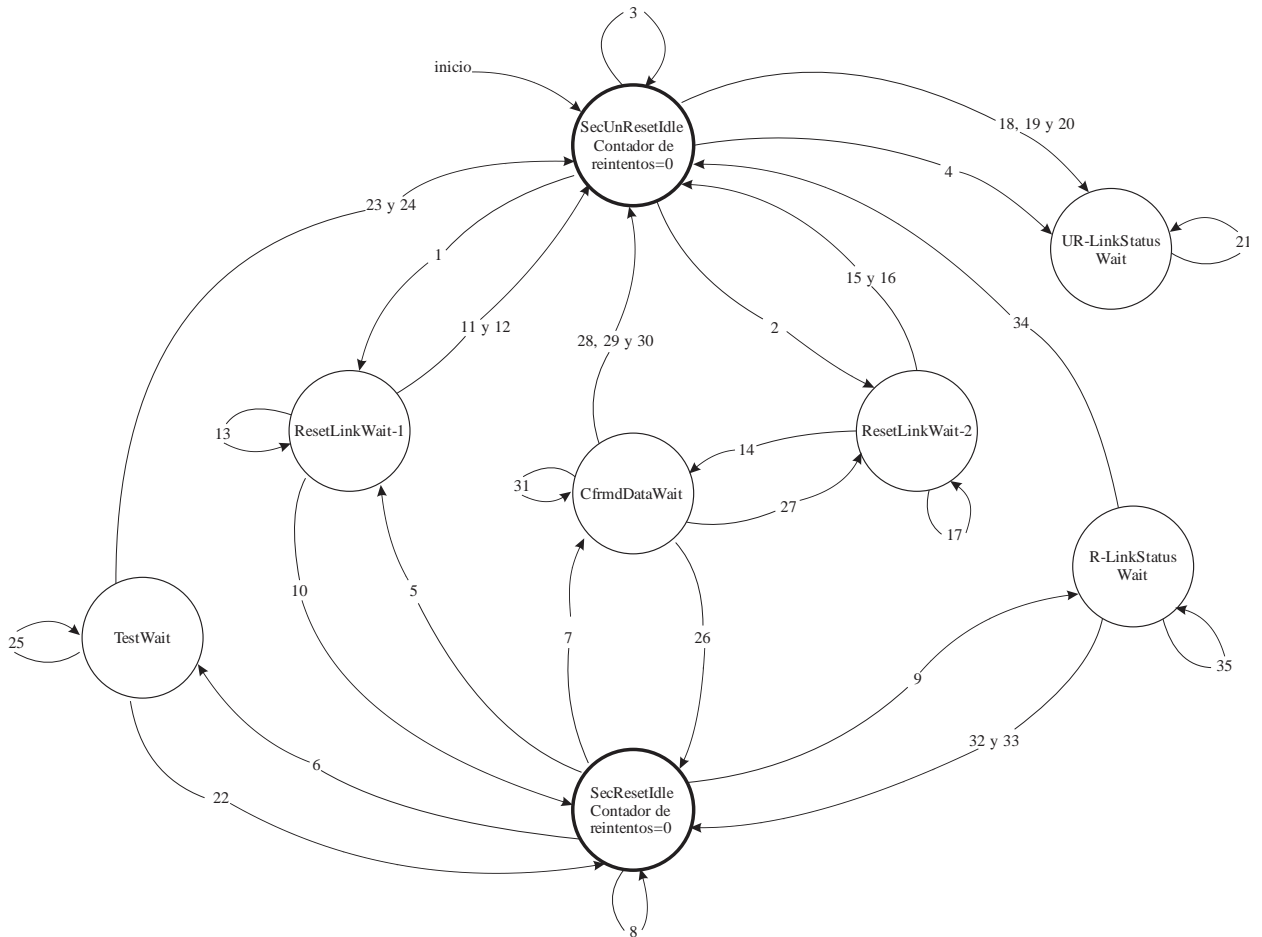 3
inicio
SecUnResetIdle
Contador de
reintentos=0
18, 19 y 20
4
23 y 24
UR-LinkStatus
Wait
21
1
15 y 16
11 y 12
28, 29 y 30
2
34
13
ResetLinkWait-1
ResetLinkWait-2
14
31
CfrmdDataWait
27
17
R-LinkStatus
Wait
10
5
7
26
25
TestWait
35
9
32 y 33
6
22
SecResetIdle
Contador de
reintentos=0
8